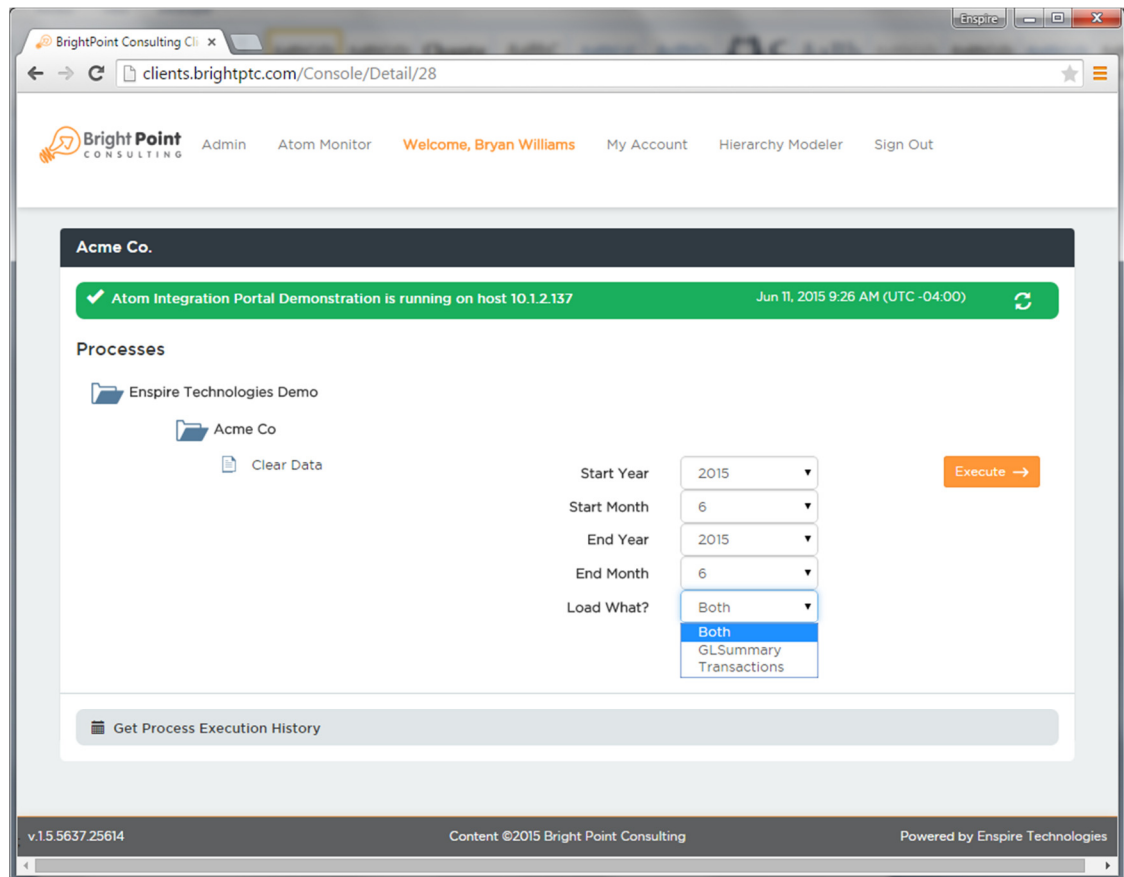 Enspire
BrightPoint Consulting Cli
clients.brightptc.com/Console/Detail/28
Bright Point
CONSULTING
Admin Atom Monitor Welcome, Bryan Williams My Account Hierarchy Modeler Sign Out
Acme Co.
Atom Integration Portal Demonstration is running on host 10.1.2.137 Jun 11, 2015 9:26 AM (UTC -04:00)
Processes
Enspire Technologies Demo
Acme Co
Clear Data
Start Year 2015 Execute →
Start Month 6
End Year 2015
End Month 6
Load What? Both
Both
GLSummary
Transactions
Get Process Execution History
v.1.5.5637.25614 Content ©2015 Bright Point Consulting Powered by Enspire Technologies